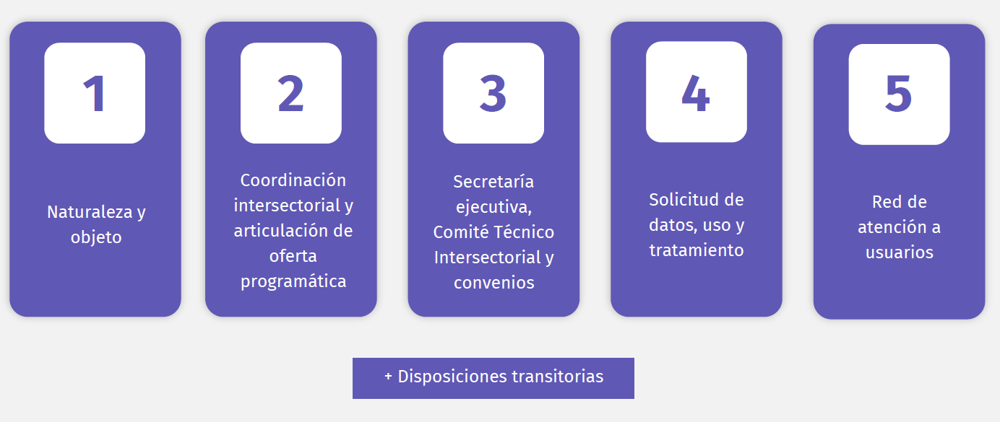 1
Naturaleza y
objeto
2
Coordinación
intersectorial y
articulación de
oferta
programática
3
Secretaría
ejecutiva,
Comité Técnico
Intersectorial y
convenios
4
Solicitud de
datos, uso y
tratamiento
5
Red de
atención a
usuarios
+ Disposiciones transitorias